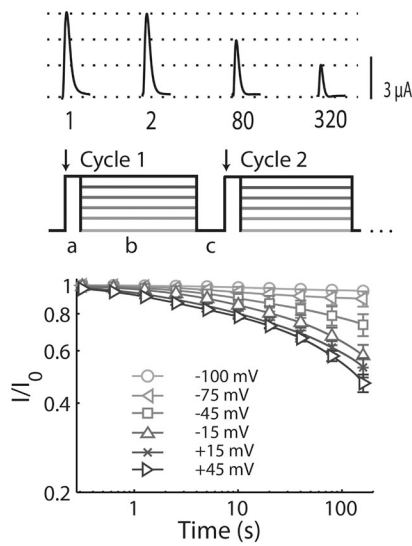 3 μA
1 2 80 320
Cycle 1 Cycle 2
a b c
...
1
0.8
0.6
0.4
0.2
I/I0
-100 mV
-75 mV
-45 mV
-15 mV
+15 mV
+45 mV
1 10 100
Time (s)